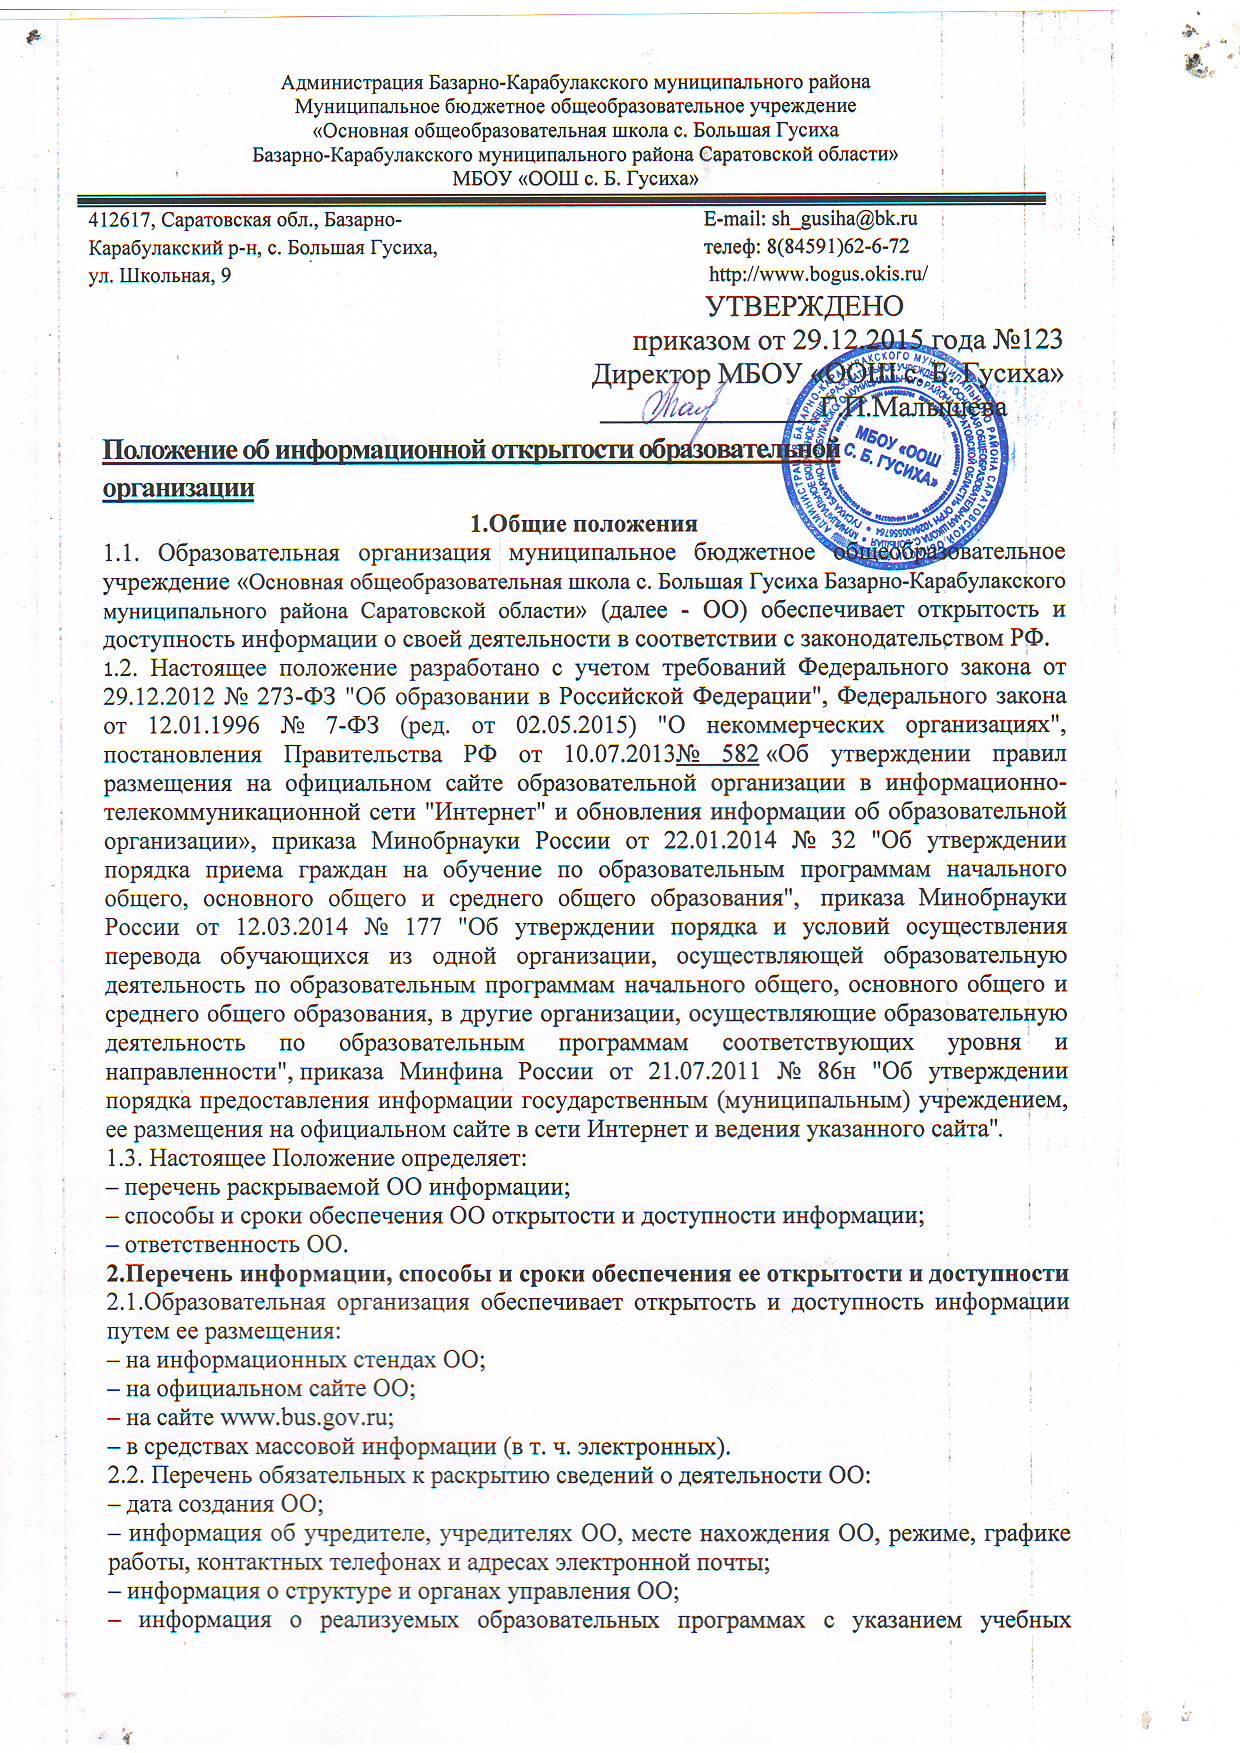 Администрация Базарно-Карабулакского муниципального района
Муниципальное бюджетное общеобразовательное учреждение
«Основная общеобразовательная школа с. Большая Гусиха
Базарно-Карабулакского муниципального района Саратовской области»
МБОУ «ООШ с. Б. Гусиха»
412617, Саратовская обл., Базарно-
Карабулакский р-н, с. Большая Гусиха,
ул. Школьная, 9
E-mail: sh_gusiha@bk.ru
телеф: 8(84591)62-6-72
http://www.bogus.okis.ru/
УТВЕРЖДЕНО
приказом от 29.12.2015 года №123
Директор МБОУ «ООШ с. Б. Гусиха»
И.Малышева
МБОУ «ООШ
С. Б. ГУСИХА»
Положение об информационной открытости образовательной
организации
1.Общие положения
1.1. Образовательная организация муниципальное бюджетное общеобразовательное
учреждение «Основная общеобразовательная школа с. Большая Гусиха Базарно-Карабулакского
муниципального района Саратовской области» (далее - ОО) обеспечивает открытость и
доступность информации о своей деятельности в соответствии с законодательством РФ.
1.2. Настоящее положение разработано с учетом требований Федерального закона от
29.12.2012 № 273-ФЗ "Об образовании в Российской Федерации", Федерального закона
от 12.01.1996 № 7-ФЗ (ред. от 02.05.2015) "О некоммерческих организациях",
постановления Правительства РФ от 10.07.2013№ 582 «Об утверждении правил
размещения на официальном сайте образовательной организации в информационно-
телекоммуникационной сети "Интернет" и обновления информации об образовательной
организации», приказа Минобрнауки России от 22.01.2014 № 32 "Об утверждении
порядка приема граждан на обучение по образовательным программам начального
общего, основного общего и среднего общего образования", приказа Минобрнауки
России от 12.03.2014 № 177 "Об утверждении порядка и условий осуществления
перевода обучающихся из одной организации, осуществляющей образовательную
деятельность по образовательным программам начального общего, основного общего и
среднего общего образования, в другие организации, осуществляющие образовательную
деятельность по образовательным программам соответствующих уровня и
направленности", приказа Минфина России от 21.07.2011 № 86н "Об утверждении
порядка предоставления информации государственным (муниципальным) учреждением,
ее размещения на официальном сайте в сети Интернет и ведения указанного сайта".
1.3. Настоящее Положение определяет:
– перечень раскрываемой ОО информации;
– способы и сроки обеспечения ОО открытости и доступности информации;
– ответственность ОО.
2.Перечень информации, способы и сроки обеспечения ее открытости и доступности
2.1.Образовательная организация обеспечивает открытость и доступность информации
путем ее размещения:
– на информационных стендах ОО;
– на официальном сайте ОО;
– на сайте www.bus.gov.ru;
– в средствах массовой информации (в т. ч. электронных).
2.2. Перечень обязательных к раскрытию сведений о деятельности ОО:
– дата создания ОО;
– информация об учредителе, учредителях ОО, месте нахождения ОО, режиме, графике
работы, контактных телефонах и адресах электронной почты;
– информация о структуре и органах управления ОО;
– информация о реализуемых образовательных программах с указанием учебных